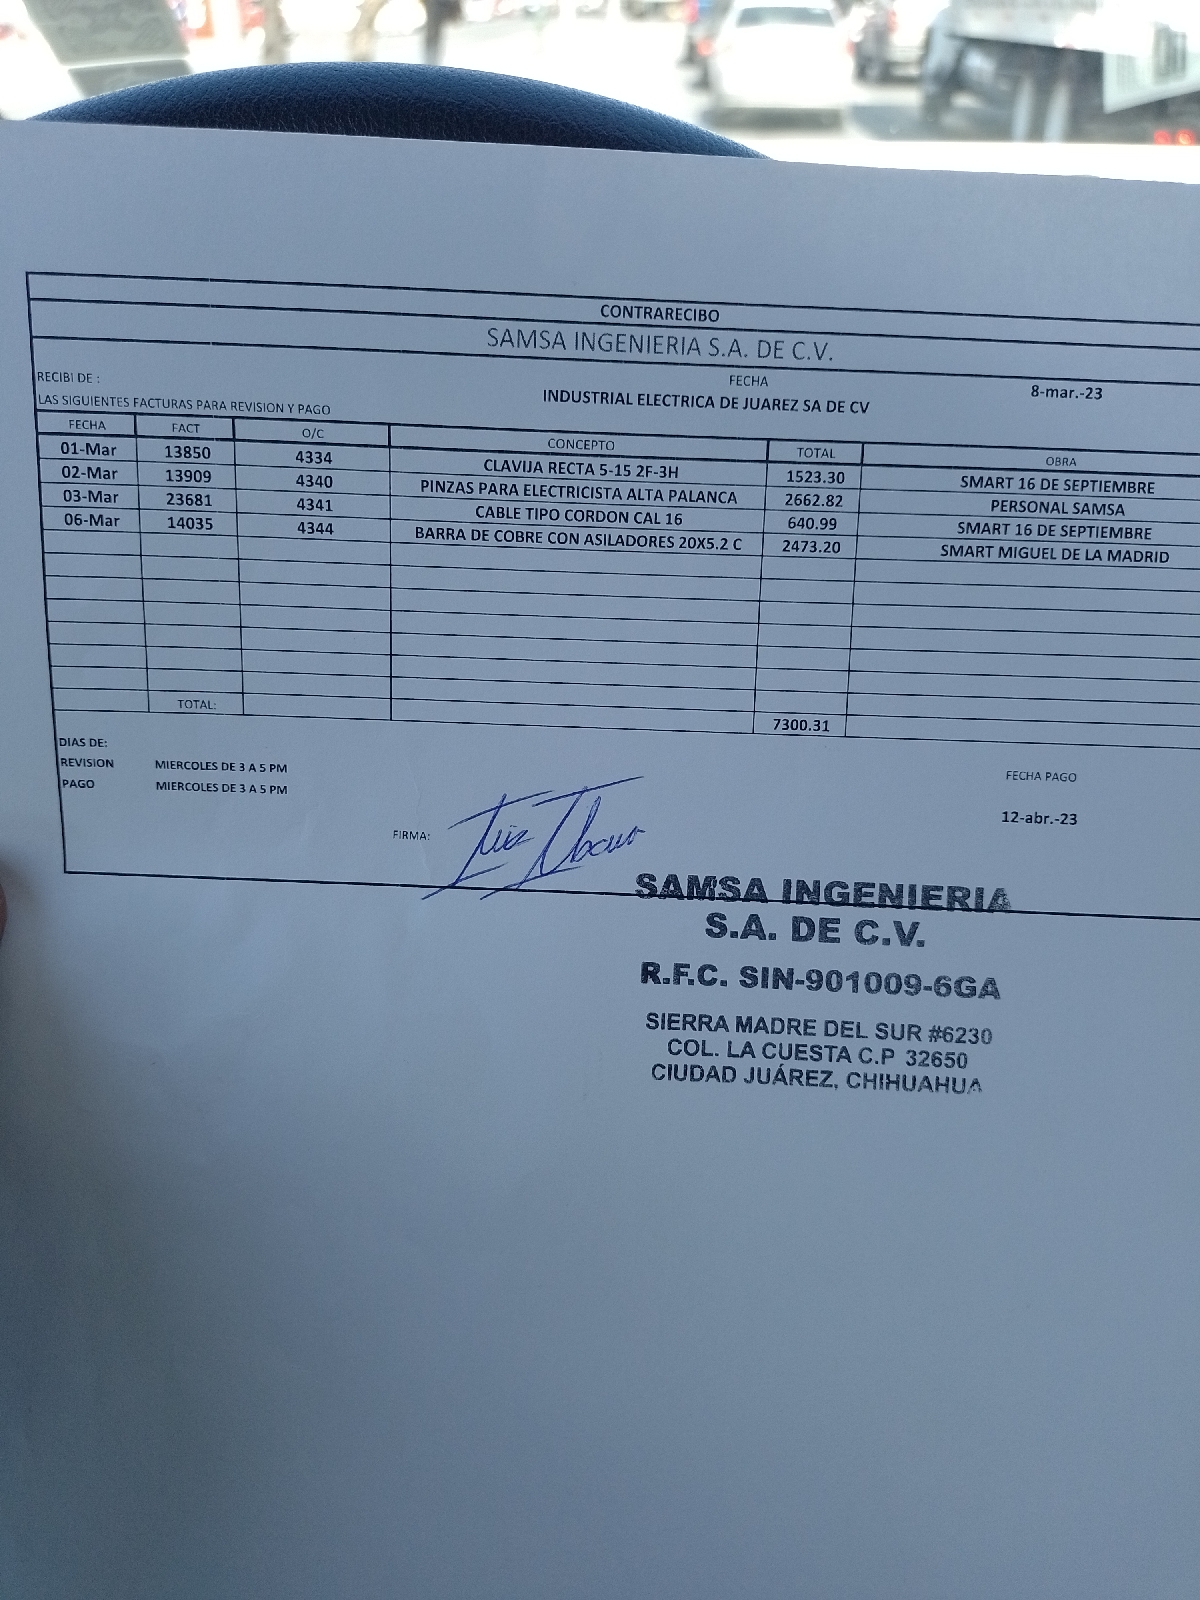 CONTRARECIBO
SAMSA INGENIERIA S.A. DE C.V.
FECHA 8-mar.-23
RECIBI DE : INDUSTRIAL ELECTRICA DE JUAREZ SA DE CV
LAS SIGUIENTES FACTURAS PARA REVISION Y PAGO
FECHA FACT O/C CONCEPTO TOTAL OBRA
01-Mar 13850 4334 CLAVIJA RECTA 5-15 2F-3H 1523.30 SMART 16 DE SEPTIEMBRE
02-Mar 13909 4340 PINZAS PARA ELECTRICISTA ALTA PALANCA 2662.82 PERSONAL SAMSA
03-Mar 23681 4341 CABLE TIPO CORDON CAL 16 640.99 SMART 16 DE SEPTIEMBRE
06-Mar 14035 4344 BARRA DE COBRE CON ASILADORES 20X5.2 C 2473.20 SMART MIGUEL DE LA MADRID
TOTAL: 7300.31
DIAS DE:
REVISION MIERCOLES DE 3 A 5 PM FECHA PAGO
PAGO MIERCOLES DE 3 A 5 PM 12-abr.-23
FIRMA:
SAMSA INGENIERIA
S.A. DE C.V.
R.F.C. SIN-901009-6GA
SIERRA MADRE DEL SUR #6230
COL. LA CUESTA C.P 32650
CIUDAD JUÁREZ, CHIHUAHUA